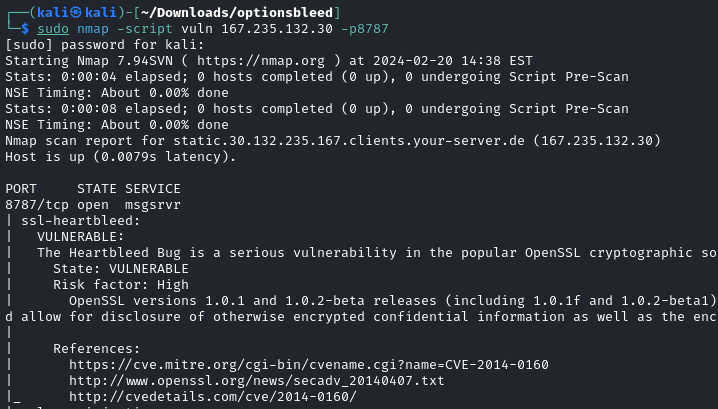 ┌──(kali㉿kali)-[~/Downloads/optionsbleed]
└─$ sudo nmap -script vuln 167.235.132.30 -p8787
[sudo] password for kali:
Starting Nmap 7.94SVN ( https://nmap.org ) at 2024-02-20 14:38 EST
Stats: 0:00:04 elapsed; 0 hosts completed (0 up), 0 undergoing Script Pre-Scan
NSE Timing: About 0.00% done
Stats: 0:00:08 elapsed; 0 hosts completed (0 up), 0 undergoing Script Pre-Scan
NSE Timing: About 0.00% done
Nmap scan report for static.30.132.235.167.clients.your-server.de (167.235.132.30)
Host is up (0.0079s latency).

PORT     STATE SERVICE
8787/tcp open  msgsrvr
| ssl-heartbleed:
|   VULNERABLE:
|   The Heartbleed Bug is a serious vulnerability in the popular OpenSSL cryptographic so
|     State: VULNERABLE
|     Risk factor: High
|       OpenSSL versions 1.0.1 and 1.0.2-beta releases (including 1.0.1f and 1.0.2-beta1)
d allow for disclosure of otherwise encrypted confidential information as well as the enc
|
|     References:
|       https://cve.mitre.org/cgi-bin/cvename.cgi?name=CVE-2014-0160
|       http://www.openssl.org/news/secadv_20140407.txt
|_      http://cvedetails.com/cve/2014-0160/